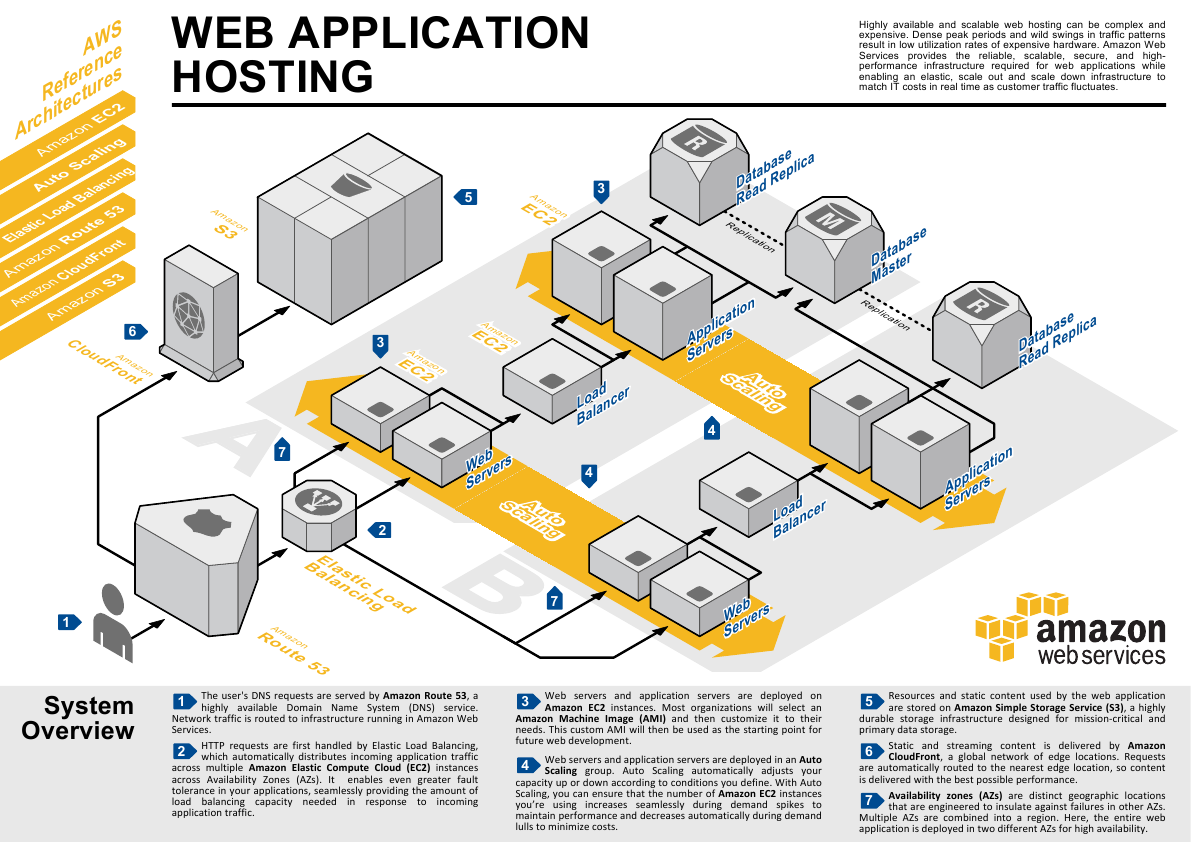 AWS
Reference
Architectures
Amazon EC2
Auto Scaling
Elastic Load Balancing
Amazon Route 53
Amazon CloudFront
Amazon S3
WEB APPLICATION
HOSTING
Highly available and scalable web hosting can be complex and
expensive. Dense peak periods and wild swings in traffic patterns
result in low utilization rates of expensive hardware. Amazon Web
Services provides the reliable, scalable, secure, and high-
performance infrastructure required for web applications while
enabling an elastic, scale out and scale down infrastructure to
match IT costs in real time as customer traffic fluctuates.
R
Database
Read Replica
Replication
M
Database
Master
Replication
R
Database
Read Replica
5
3
Amazon
S3
Amazon
EC2
Application
Servers
6
Amazon
CloudFront
3
Amazon
EC2
Amazon
EC2
Load
Balancer
Auto
Scaling
4
A
7
Web
Servers
4
Auto
Scaling
Load
Balancer
Application
Servers
2
Elastic Load
Balancing
B
7
Web
Servers
1
Amazon
Route 53
amazon
webservices
System
Overview
1 The user's DNS requests are served by Amazon Route 53, a
highly available Domain Name System (DNS) service.
Network traffic is routed to infrastructure running in Amazon Web
Services.
2 HTTP requests are first handled by Elastic Load Balancing,
which automatically distributes incoming application traffic
across multiple Amazon Elastic Compute Cloud (EC2) instances
across Availability Zones (AZs). It enables even greater fault
tolerance in your applications, seamlessly providing the amount of
load balancing capacity needed in response to incoming
application traffic.
3 Web servers and application servers are deployed on
Amazon EC2 instances. Most organizations will select an
Amazon Machine Image (AMI) and then customize it to their
needs. This custom AMI will then be used as the starting point for
future web development.
4 Web servers and application servers are deployed in an Auto
Scaling group. Auto Scaling automatically adjusts your
capacity up or down according to conditions you define. With Auto
Scaling, you can ensure that the number of Amazon EC2 instances
you're using increases seamlessly during demand spikes to
maintain performance and decreases automatically during demand
lulls to minimize costs.
5 Resources and static content used by the web application
are stored on Amazon Simple Storage Service (S3), a highly
durable storage infrastructure designed for mission-critical and
primary data storage.
6 Static and streaming content is delivered by Amazon
CloudFront, a global network of edge locations. Requests
are automatically routed to the nearest edge location, so content
is delivered with the best possible performance.
7 Availability zones (AZs) are distinct geographic locations
that are engineered to insulate against failures in other AZs.
Multiple AZs are combined into a region. Here, the entire web
application is deployed in two different AZs for high availability.